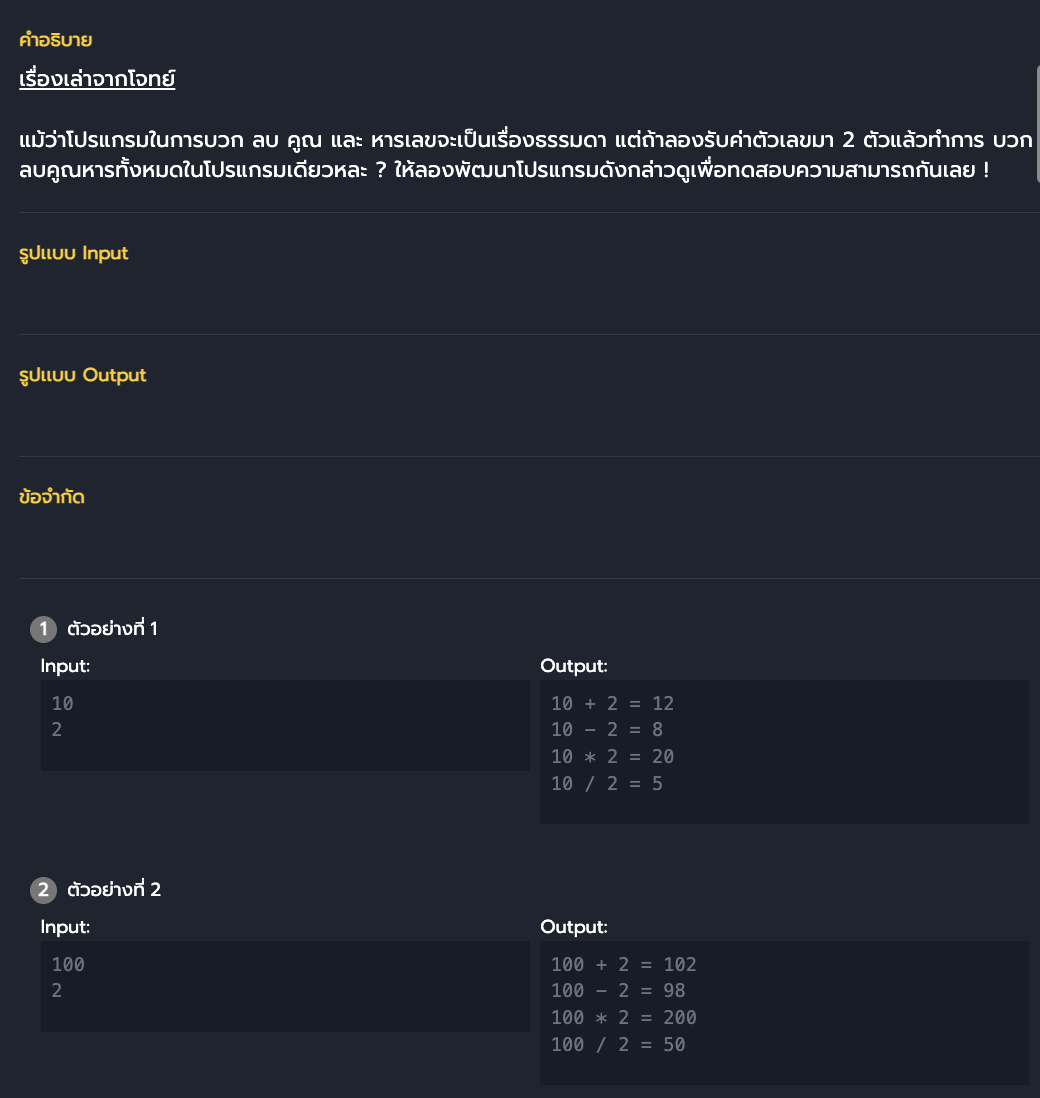 คำอธิบาย
เรื่องเล่าจากโจทย์
แม้ว่าโปรแกรมในการบวก ลบ คูณ และ หารเลขจะเป็นเรื่องธรรมดา แต่ถ้าลองรับค่าตัวเลขมา 2 ตัวแล้วทำการ บวก
ลบคูณหารทั้งหมดในโปรแกรมเดียวหละ ? ให้ลองพัฒนาโปรแกรมดังกล่าวดูเพื่อทดสอบความสามารถกันเลย !
รูปแบบ Input
รูปแบบ Output
ข้อจำกัด
1 ตัวอย่างที่ 1
Input:
10
2
Output:
10 + 2 = 12
10 - 2 = 8
10 * 2 = 20
10 / 2 = 5
2 ตัวอย่างที่ 2
Input:
100
2
Output:
100 + 2 = 102
100 - 2 = 98
100 * 2 = 200
100 / 2 = 50